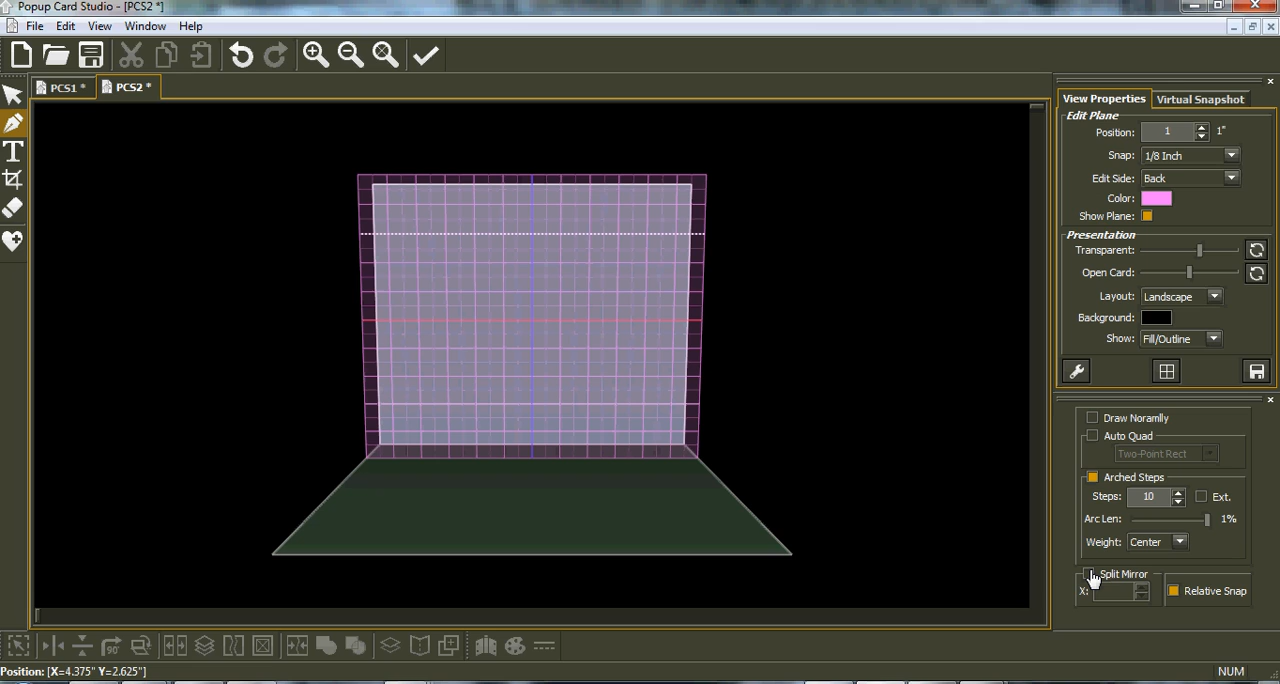 Popup Card Studio - [PCS2 *]
File Edit View Window Help
PCS1 * PCS2 *
View Properties Virtual Snapshot
Edit Plane
Position: 1 1"
Snap: 1/8 Inch
Edit Side: Back
Color:
Show Plane:
Presentation
Transparent:
Open Card:
Layout: Landscape
Background:
Show: Fill/Outline
Draw Noramlly
Auto Quad
Two-Point Rect
Arched Steps
Steps: 10 Ext.
Arc Len: 1%
Weight: Center
Split Mirror
X: Relative Snap
90°
Position: [X=4.375" Y=2.625"] NUM